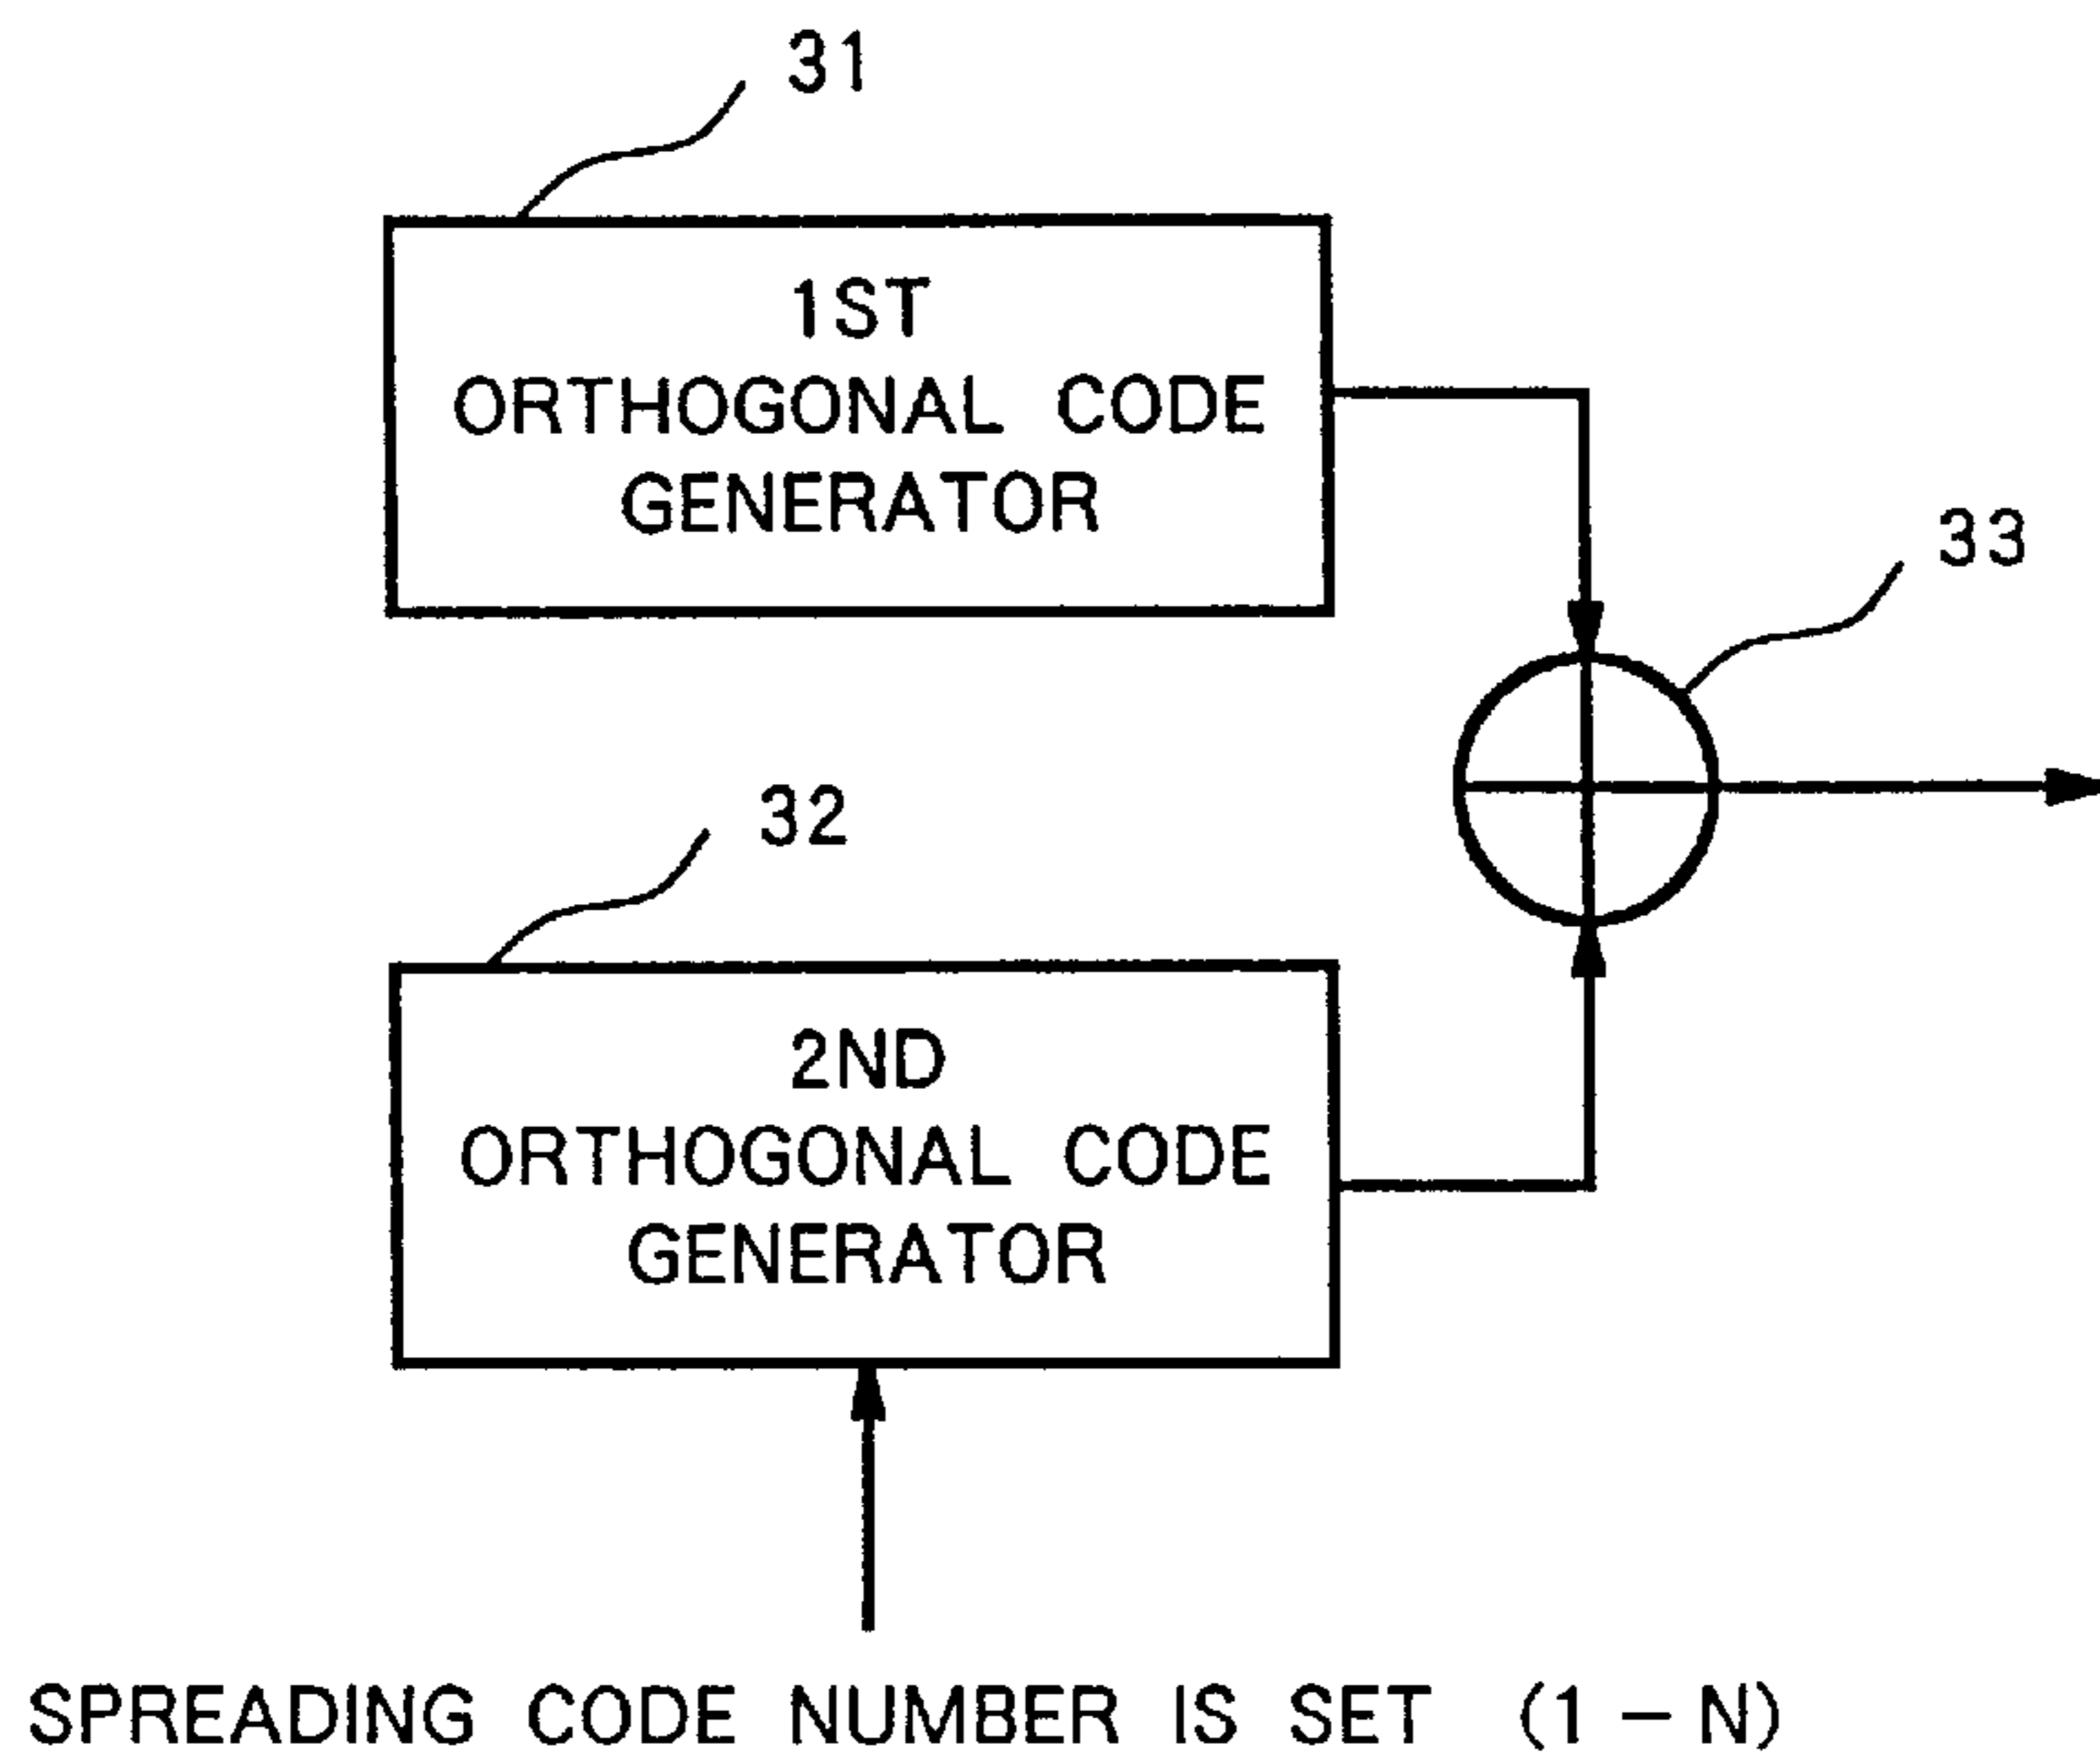 31
1ST
ORTHOGONAL CODE
GENERATOR
33
32
2ND
ORTHOGONAL CODE
GENERATOR
SPREADING CODE NUMBER IS SET (1 – N)